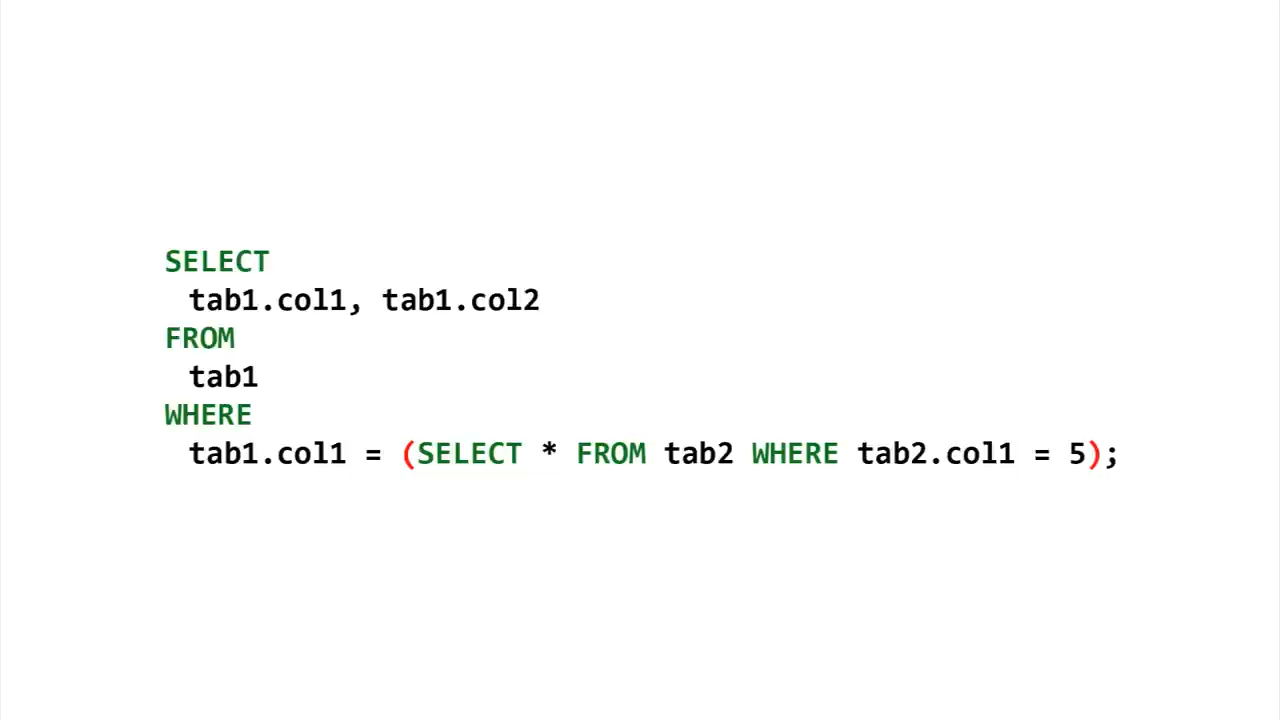 SELECT
tab1.col1, tab1.col2
FROM
tab1
WHERE
tab1.col1 = (SELECT * FROM tab2 WHERE tab2.col1 = 5);